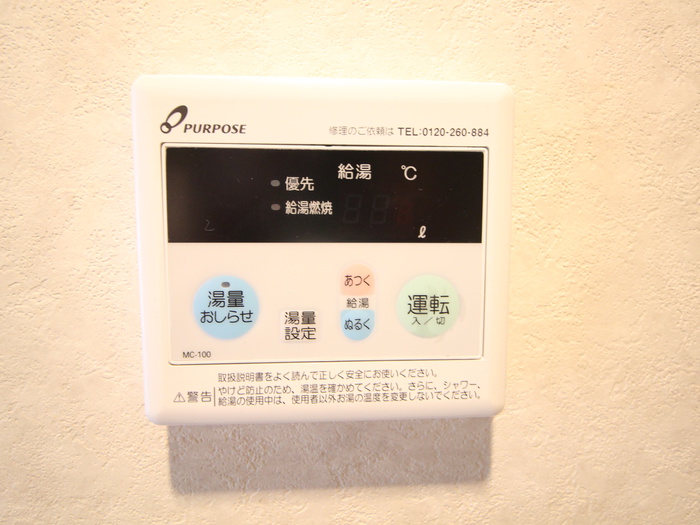 PURPOSE
修理のご依頼は TEL:0120-260-884
給湯 ℃
優先
給湯燃焼
ℓ
湯量
おしらせ
湯量
設定
あつく
給湯
ぬるく
運転
入/切
MC-100
取扱説明書をよく読んで正しく安全にお使いください。
⚠警告
やけど防止のため、湯温を確かめてください。さらに、シャワー、
給湯の使用中は、使用者以外お湯の温度を変更しないでください。